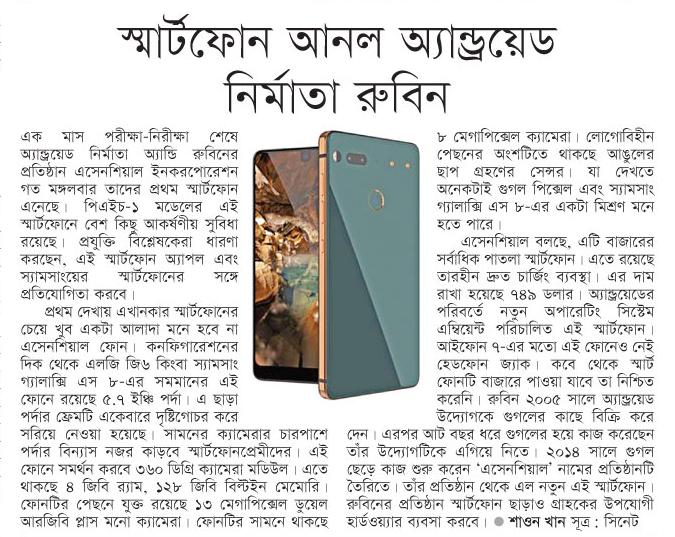 স্মার্টফোন আনল অ্যান্ড্রয়েড
নির্মাতা রুবিন
এক মাস পরীক্ষা-নিরীক্ষা শেষে
অ্যান্ড্রয়েড নির্মাতা অ্যান্ডি রুবিনের
প্রতিষ্ঠান এসেনশিয়াল ইনকরপোরেশন
গত মঙ্গলবার তাদের প্রথম স্মার্টফোন
এনেছে। পিএইচ-১ মডেলের এই
স্মার্টফোনে বেশ কিছু আকর্ষণীয় সুবিধা
রয়েছে। প্রযুক্তি বিশ্লেষকেরা ধারণা
করছেন, এই স্মার্টফোন অ্যাপল এবং
স্যামসাংয়ের স্মার্টফোনের সঙ্গে
প্রতিযোগিতা করবে।
প্রথম দেখায় এখানকার স্মার্টফোনের
চেয়ে খুব একটা আলাদা মনে হবে না
এসেনশিয়াল ফোন। কনফিগারেশনের
দিক থেকে এলজি জি৬ কিংবা স্যামসাং
গ্যালাক্সি এস ৮-এর সমমানের এই
ফোনে রয়েছে ৫.৭ ইঞ্চি পর্দা। এ ছাড়া
পর্দার ফ্রেমটি একেবারে দৃষ্টিগোচর করে
সরিয়ে নেওয়া হয়েছে। সামনের ক্যামেরার চারপাশে
পর্দার বিন্যাস নজর কাড়বে স্মার্টফোনপ্রেমীদের। এই
ফোনে সমর্থন করবে ৩৬০ ডিগ্রি ক্যামেরা মডিউল। এতে
থাকছে ৪ জিবি র‍্যাম, ১২৮ জিবি বিল্টইন মেমোরি।
ফোনটির পেছনে যুক্ত রয়েছে ১৩ মেগাপিক্সেল ডুয়েল
আরজিবি প্লাস মনো ক্যামেরা। ফোনটির সামনে থাকছে
৮ মেগাপিক্সেল ক্যামেরা। লোগোবিহীন
পেছনের অংশটিতে থাকছে আঙুলের
ছাপ গ্রহণের সেন্সর। যা দেখতে
অনেকটাই গুগল পিক্সেল এবং স্যামসাং
গ্যালাক্সি এস ৮-এর একটা মিশ্রণ মনে
হতে পারে।
এসেনশিয়াল বলছে, এটি বাজারের
সর্বাধিক পাতলা স্মার্টফোন। এতে রয়েছে
তারহীন দ্রুত চার্জিং ব্যবস্থা। এর দাম
রাখা হয়েছে ৭৪৯ ডলার। অ্যান্ড্রয়েডের
পরিবর্তে নতুন অপারেটিং সিস্টেম
এম্বিয়েন্ট পরিচালিত এই স্মার্টফোন।
আইফোন ৭-এর মতো এই ফোনেও নেই
হেডফোন জ্যাক। কবে থেকে স্মার্ট
ফোনটি বাজারে পাওয়া যাবে তা নিশ্চিত
করেনি। রুবিন ২০০৫ সালে অ্যান্ড্রয়েড
উদ্যোগকে গুগলের কাছে বিক্রি করে
দেন। এরপর আট বছর ধরে গুগলের হয়ে কাজ করেছেন
তাঁর উদ্যোগটিকে এগিয়ে নিতে। ২০১৪ সালে গুগল
ছেড়ে কাজ শুরু করেন ‘এসেনশিয়াল’ নামের প্রতিষ্ঠানটি
তৈরিতে। তাঁর প্রতিষ্ঠান থেকে এল নতুন এই স্মার্টফোন।
রুবিনের প্রতিষ্ঠান স্মার্টফোন ছাড়াও গ্রাহকের উপযোগী
হার্ডওয়্যার ব্যবসা করবে। ● শাওন খান সূত্র : সিনেট